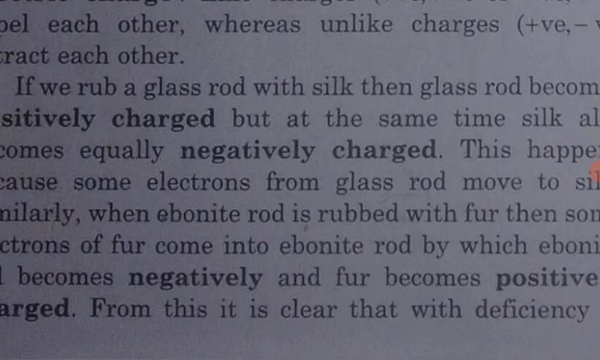 pel each other, whereas unlike charges (+ve, –
tract each other.
If we rub a glass rod with silk then glass rod becom
sitively charged but at the same time silk al
comes equally negatively charged. This happe
cause some electrons from glass rod move to sil
milarly, when ebonite rod is rubbed with fur then som
ctrons of fur come into ebonite rod by which eboni
becomes negatively and fur becomes positive
arged. From this it is clear that with deficiency